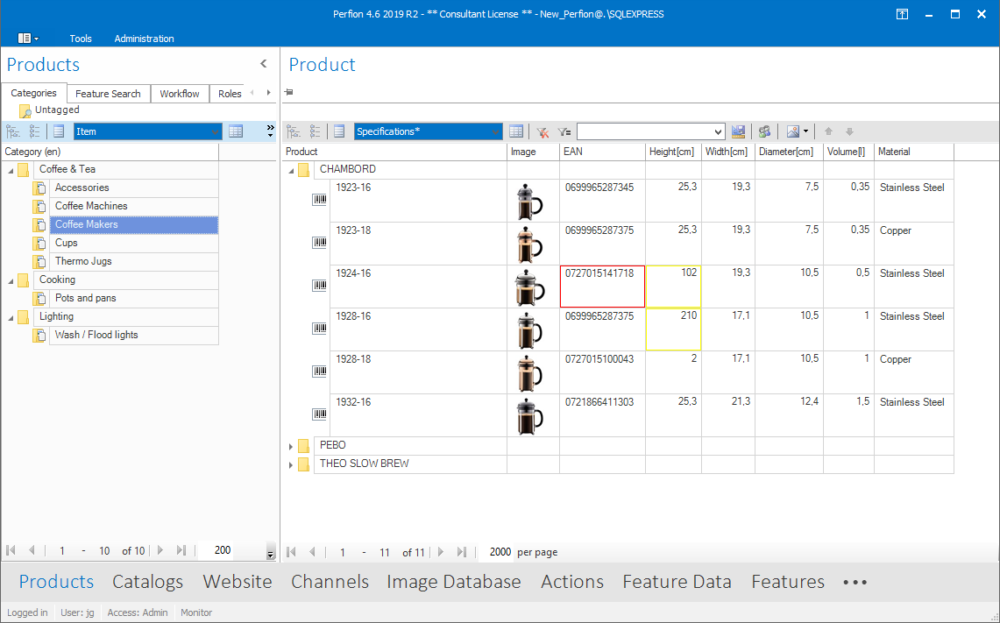 Perfion 4.6 2019 R2 - ** Consultant License ** - New_Perfion@.\SQLEXPRESS
Tools Administration
Products
Categories Feature Search Workflow Roles
Untagged
Item
Category (en)
Coffee & Tea
Accessories
Coffee Machines
Coffee Makers
Cups
Thermo Jugs
Cooking
Pots and pans
Lighting
Wash / Flood lights
1 - 10 of 10 200
Product
Specifications*
Product Image EAN Height[cm] Width[cm] Diameter[cm] Volume[l] Material
CHAMBORD
1923-16 0699965287345 25,3 19,3 7,5 0,35 Stainless Steel
1923-18 0699965287375 25,3 19,3 7,5 0,35 Copper
1924-16 0727015141718 102 19,3 10,5 0,5 Stainless Steel
1928-16 0699965287375 210 17,1 10,5 1 Stainless Steel
1928-18 0727015100043 2 17,1 10,5 1 Copper
1932-16 0721866411303 25,3 21,3 12,4 1,5 Stainless Steel
PEBO
THEO SLOW BREW
1 - 11 of 11 2000 per page
Products Catalogs Website Channels Image Database Actions Feature Data Features •••
Logged in User: jg Access: Admin Monitor